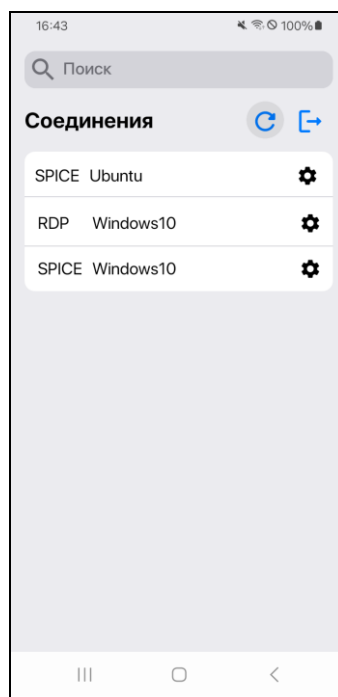 16:43 100%
Поиск
Соединения
SPICE Ubuntu
RDP Windows10
SPICE Windows10